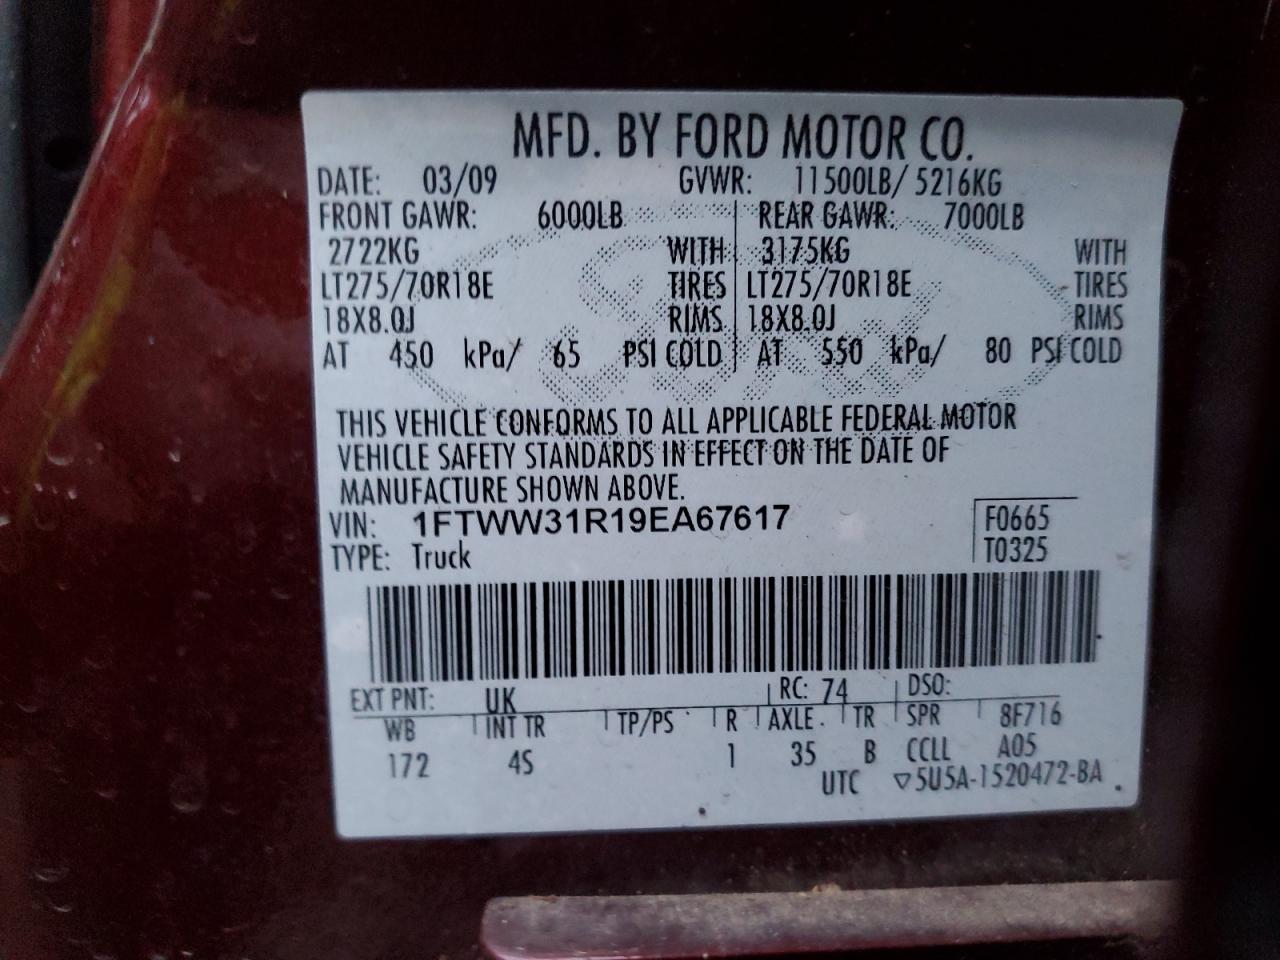 MFD. BY FORD MOTOR CO.
DATE: 03/09 GVWR: 11500LB/ 5216KG
FRONT GAWR: 6000LB REAR GAWR: 7000LB
2722KG WITH 3175KG WITH
LT275/70R18E TIRES LT275/70R18E TIRES
18X8.0J RIMS 18X8.0J RIMS
AT 450 kPa/ 65 PSI COLD AT 550 kPa/ 80 PSI COLD
THIS VEHICLE CONFORMS TO ALL APPLICABLE FEDERAL MOTOR
VEHICLE SAFETY STANDARDS IN EFFECT ON THE DATE OF
MANUFACTURE SHOWN ABOVE.
VIN: 1FTWW31R19EA67617 F0665
TYPE: Truck T0325
EXT PNT: UK RC: 74 DSO:
WB INT TR TP/PS R AXLE TR SPR 8F716
172 4S 1 35 B CCLL A05
UTC ▽5U5A-1520472-BA